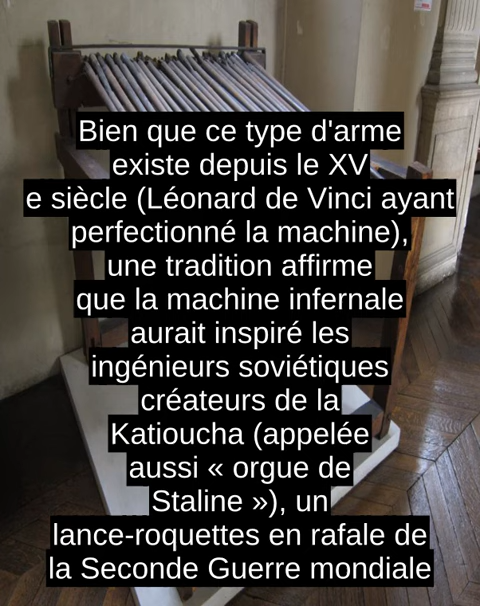 Bien que ce type d'arme
existe depuis le XV
e siècle (Léonard de Vinci ayant
perfectionné la machine),
une tradition affirme
que la machine infernale
aurait inspiré les
ingénieurs soviétiques
créateurs de la
Katioucha (appelée
aussi « orgue de
Staline »), un
lance-roquettes en rafale de
la Seconde Guerre mondiale